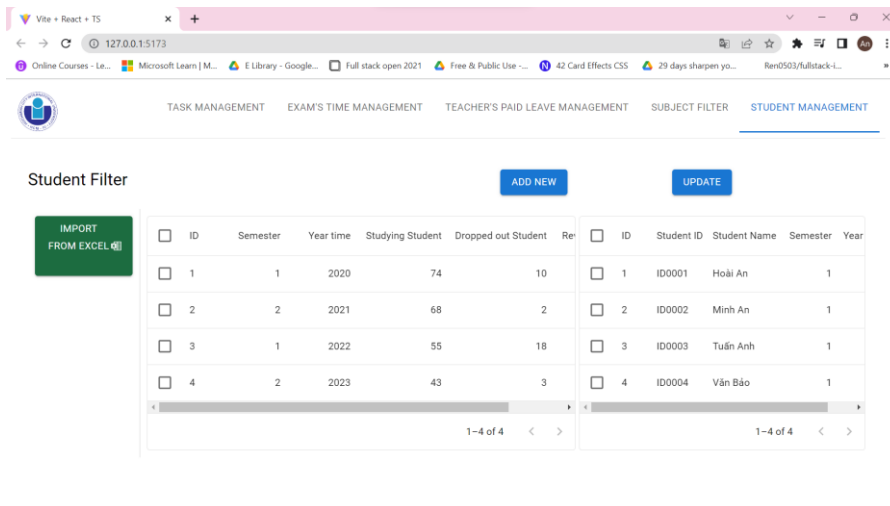 Vite + React + TS
127.0.0.1:5173
Online Courses - Le... Microsoft Learn | M... E Library - Google... Full stack open 2021 Free & Public Use -... 42 Card Effects CSS 29 days sharpen yo... Ren0503/fullstack-i...
TASK MANAGEMENT EXAM'S TIME MANAGEMENT TEACHER'S PAID LEAVE MANAGEMENT SUBJECT FILTER STUDENT MANAGEMENT
Student Filter
ADD NEW UPDATE
IMPORT
FROM EXCEL
ID Semester Year time Studying Student Dropped out Student Re
1 1 2020 74 10
2 2 2021 68 2
3 1 2022 55 18
4 2 2023 43 3
1–4 of 4
ID Student ID Student Name Semester Year
1 ID0001 Hoài An 1
2 ID0002 Minh An 1
3 ID0003 Tuấn Anh 1
4 ID0004 Văn Bảo 1
1–4 of 4